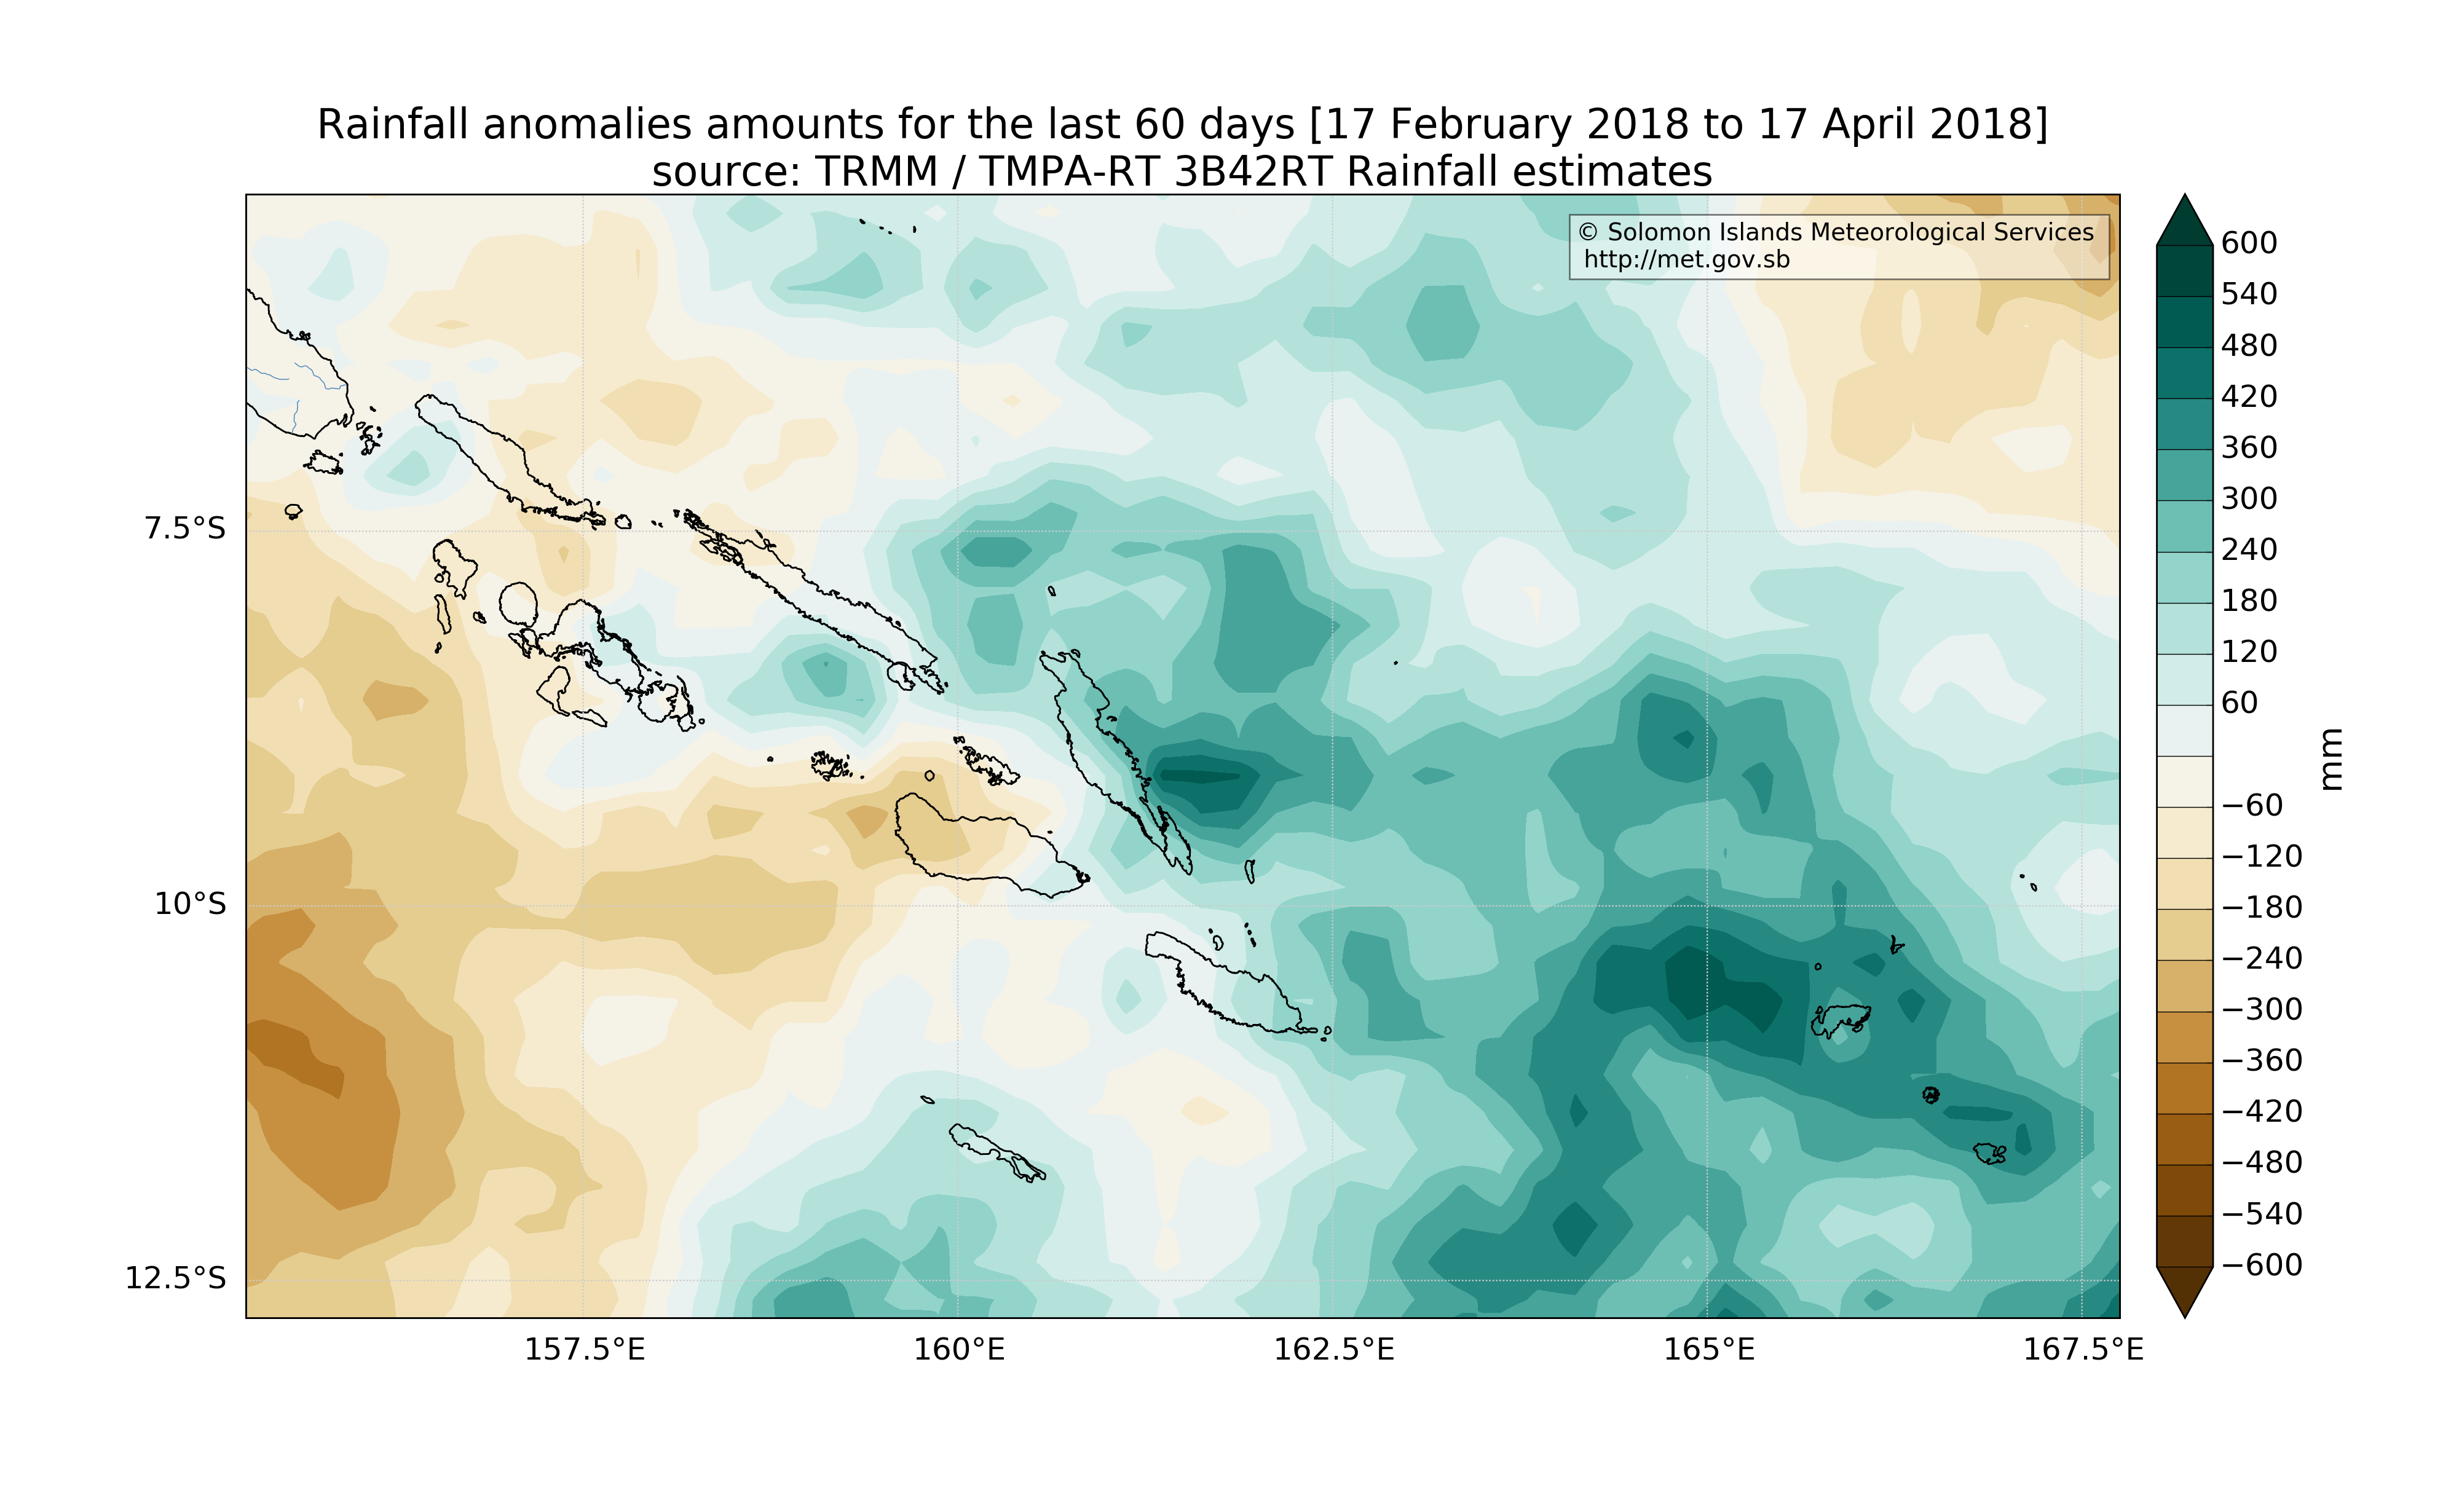 Rainfall anomalies amounts for the last 60 days [17 February 2018 to 17 April 2018]
source: TRMM / TMPA-RT 3B42RT Rainfall estimates
© Solomon Islands Meteorological Services
http://met.gov.sb
7.5°S
10°S
12.5°S
157.5°E
160°E
162.5°E
165°E
167.5°E
600
540
480
420
360
300
240
180
120
60
−60
−120
−180
−240
−300
−360
−420
−480
−540
−600
mm